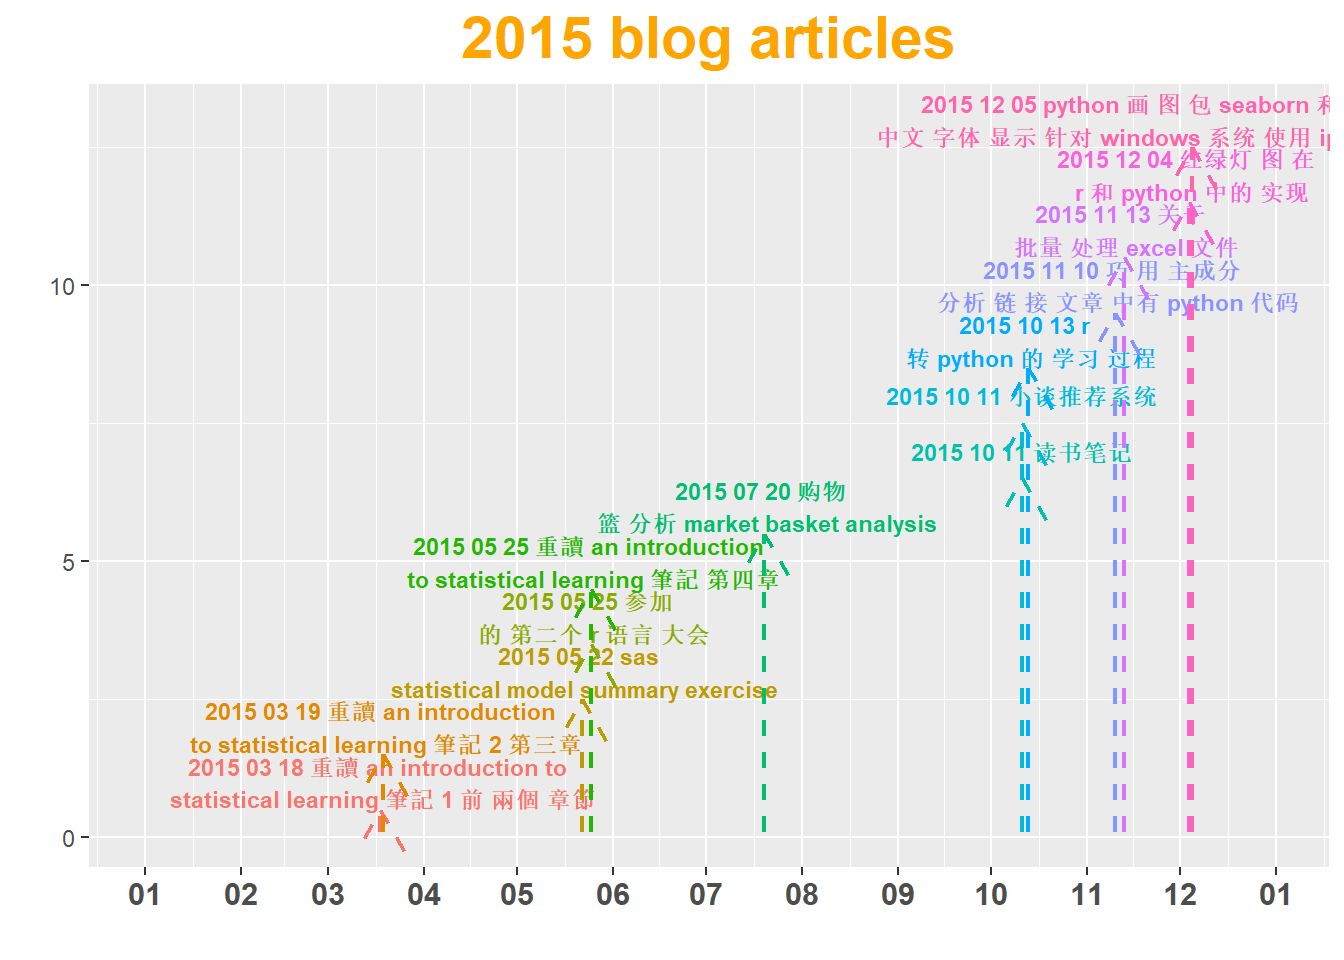 2015 blog articles
2015 12 05 python 画 图 包 seaborn 和
中文 字体 显示 针对 windows 系统 使用 ip
2015 12 04 红绿灯 图 在
r 和 python 中的 实现
2015 11 13 关于
批量 处理 excel 文件
2015 11 10 巧 用 主成分
分析 链 接 文章 中有 python 代码
2015 10 13 r
转 python 的 学习 过程
2015 10 11 小谈推荐系统
2015 10 11 读书笔记
2015 07 20 购物
篮 分析 market basket analysis
2015 05 25 重讀 an introduction
to statistical learning 筆記 第四章
2015 05 25 参加
的 第二个 r 语言 大会
2015 05 22 sas
statistical model summary exercise
2015 03 19 重讀 an introduction
to statistical learning 筆記 2 第三章
2015 03 18 重讀 an introduction to
statistical learning 筆記 1 前 兩個 章節
10
5
0
01 02 03 04 05 06 07 08 09 10 11 12 01